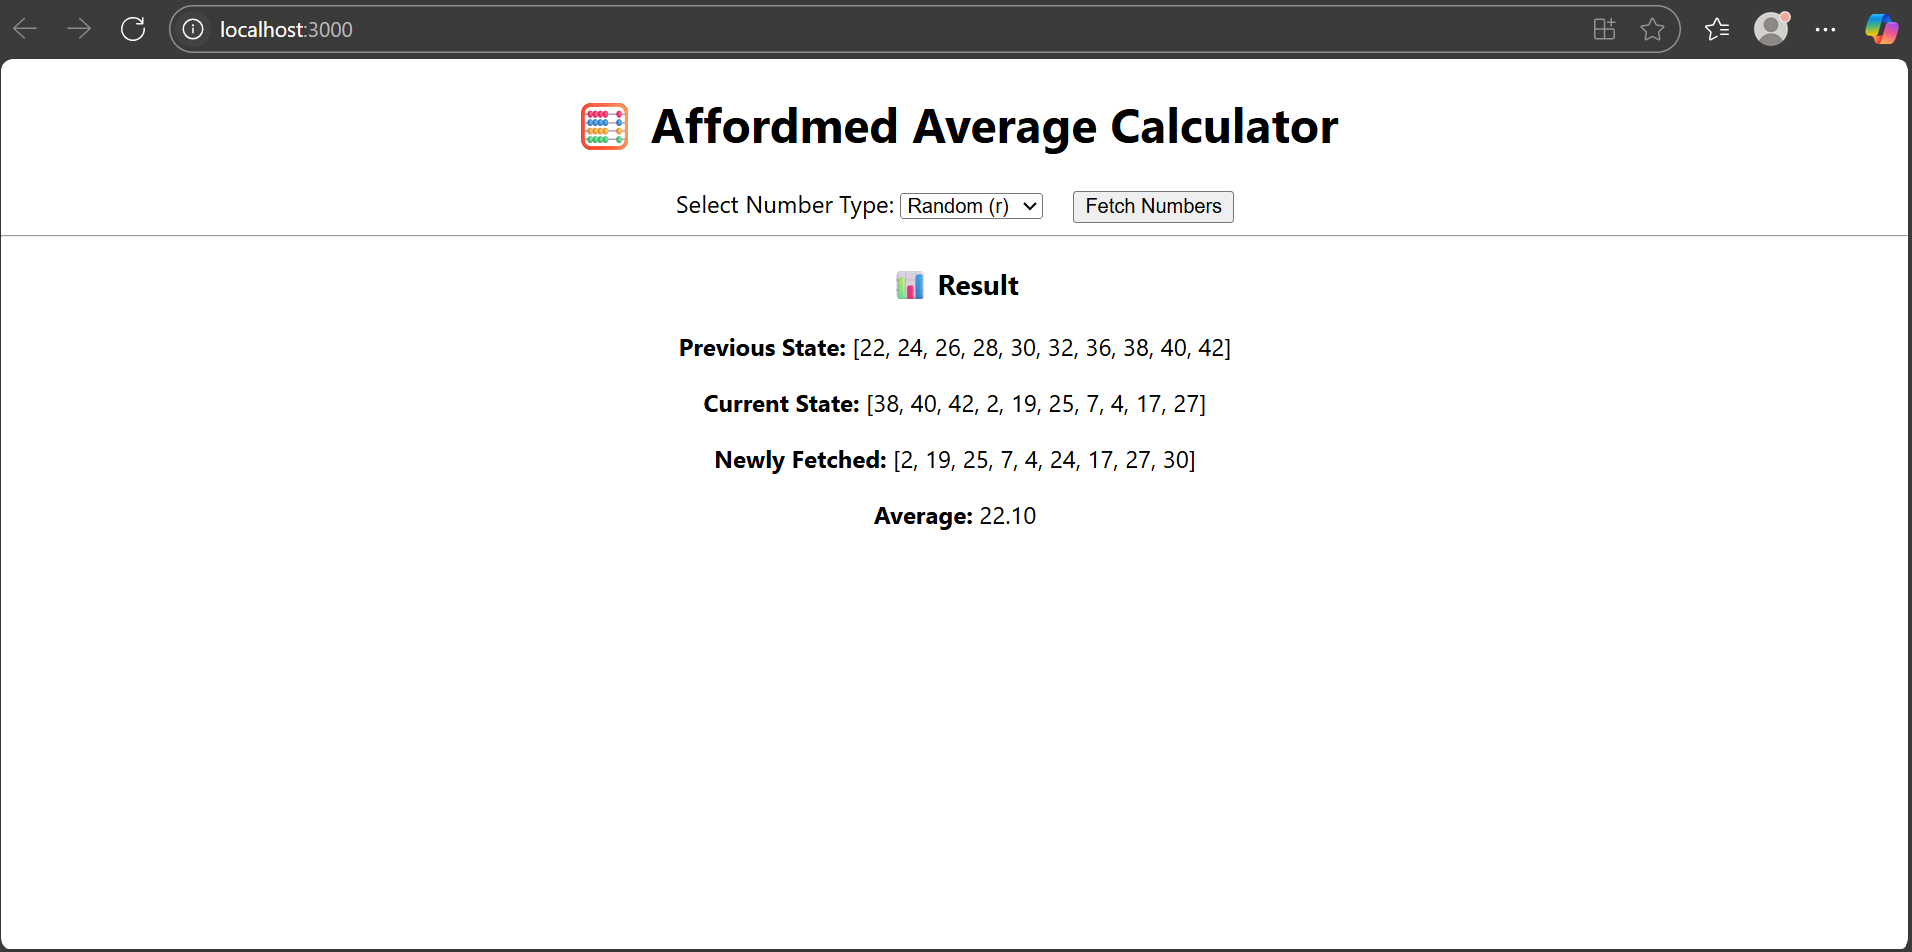 localhost:3000
Affordmed Average Calculator
Select Number Type: Random (r) Fetch Numbers
Result
Previous State: [22, 24, 26, 28, 30, 32, 36, 38, 40, 42]
Current State: [38, 40, 42, 2, 19, 25, 7, 4, 17, 27]
Newly Fetched: [2, 19, 25, 7, 4, 24, 17, 27, 30]
Average: 22.10